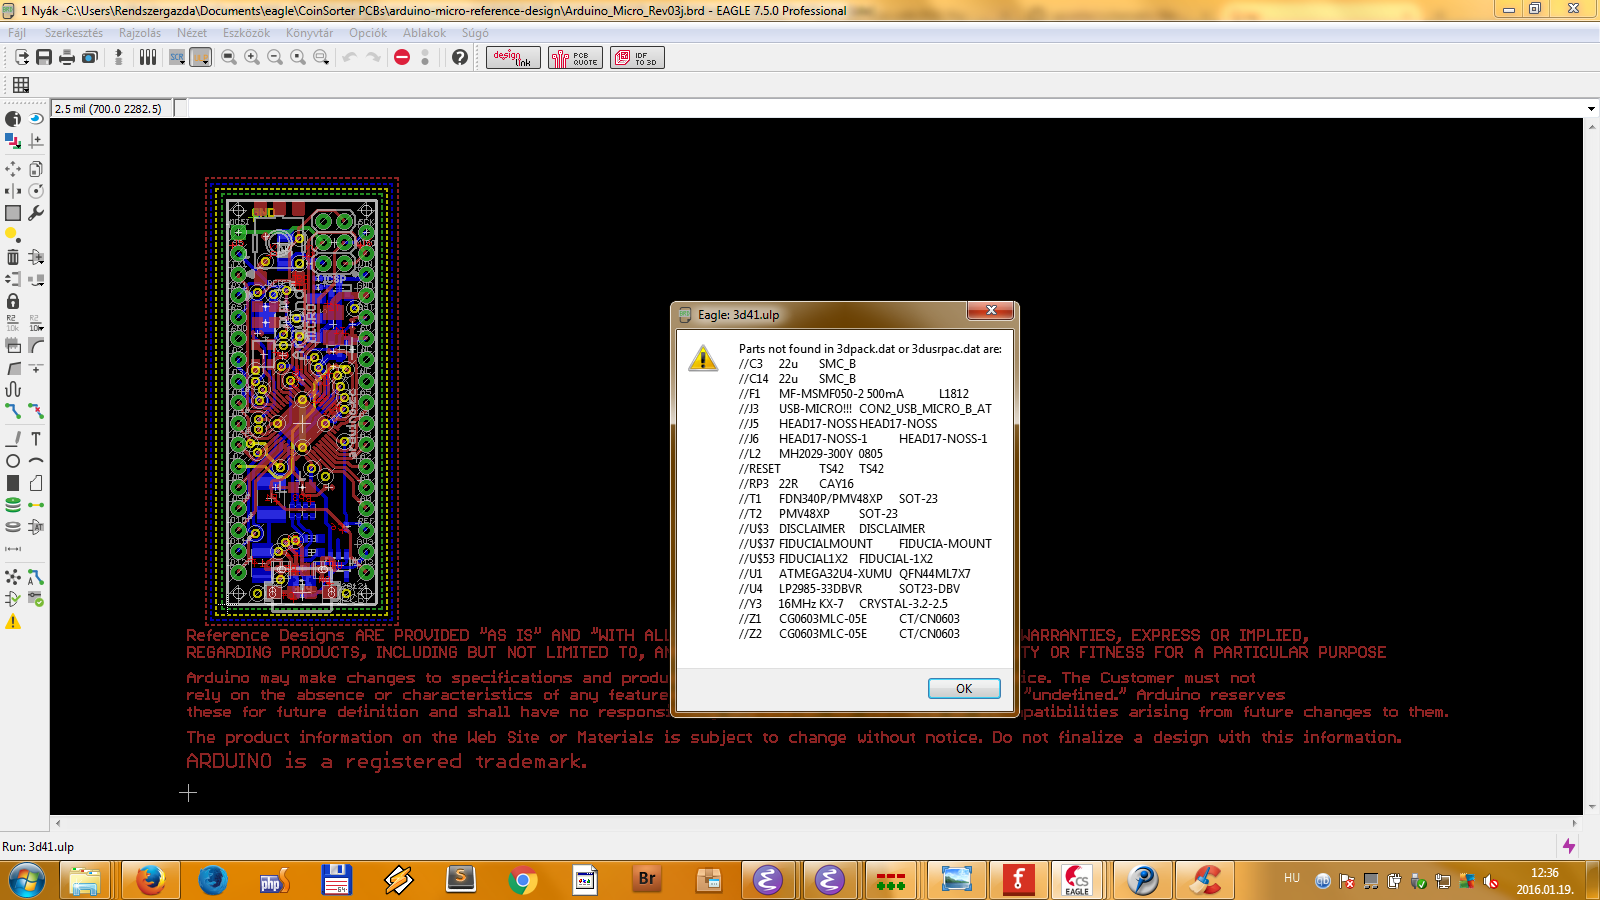 1 Nyák -C:\Users\Rendszergazda\Documents\eagle\CoinSorter PCBs\arduino-micro-reference-design\Arduino_Micro_Rev03j.brd - EAGLE 7.5.0 Professional
Fájl Szerkesztés Rajzolás Nézet Eszközök Könyvtár Opciók Ablakok Súgó
SCR
design link
PCB QUOTE
IDF TO 3D
2.5 mil (700.0 2282.5)
Eagle: 3d41.ulp
Parts not found in 3dpack.dat or 3dusrpac.dat are:
//C3 22u SMC_B
//C14 22u SMC_B
//F1 MF-MSMF050-2 500mA L1812
//J3 USB-MICRO!!! CON2_USB_MICRO_B_AT
//J5 HEAD17-NOSS HEAD17-NOSS
//J6 HEAD17-NOSS-1 HEAD17-NOSS-1
//L2 MH2029-300Y 0805
//RESET TS42 TS42
//RP3 22R CAY16
//T1 FDN340P/PMV48XP SOT-23
//T2 PMV48XP SOT-23
//U$3 DISCLAIMER DISCLAIMER
//U$37 FIDUCIALMOUNT FIDUCIA-MOUNT
//U$53 FIDUCIAL1X2 FIDUCIAL-1X2
//U1 ATMEGA32U4-XUMU QFN44ML7X7
//U4 LP2985-33DBVR SOT23-DBV
//Y3 16MHz KX-7 CRYSTAL-3.2-2.5
//Z1 CG0603MLC-05E CT/CN0603
//Z2 CG0603MLC-05E CT/CN0603
OK
Reference Designs ARE PROVIDED "AS IS" AND "WITH ALL WARRANTIES, EXPRESS OR IMPLIED,
REGARDING PRODUCTS, INCLUDING BUT NOT LIMITED TO, OR FITNESS FOR A PARTICULAR PURPOSE
Arduino may make changes to specifications and The Customer must not
rely on the absence or characteristics of any "undefined." Arduino reserves
these for future definition and shall have no arising from future changes to them.
The product information on the Web Site or Materials is subject to change without notice. Do not finalize a design with this information.
ARDUINO is a registered trademark.
Run: 3d41.ulp
php
64
S
Br
CS
EAGLE
HU
12:36
2016.01.19.